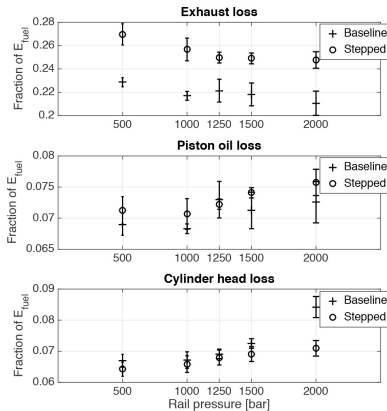 Exhaust loss
Fraction of E_fuel
0.28
0.26
0.24
0.22
0.2
Baseline
Stepped
500 1000 1250 1500 2000
Piston oil loss
Fraction of E_fuel
0.08
0.075
0.07
0.065
Baseline
Stepped
500 1000 1250 1500 2000
Cylinder head loss
Fraction of E_fuel
0.09
0.08
0.07
0.06
Baseline
Stepped
500 1000 1250 1500 2000
Rail pressure [bar]